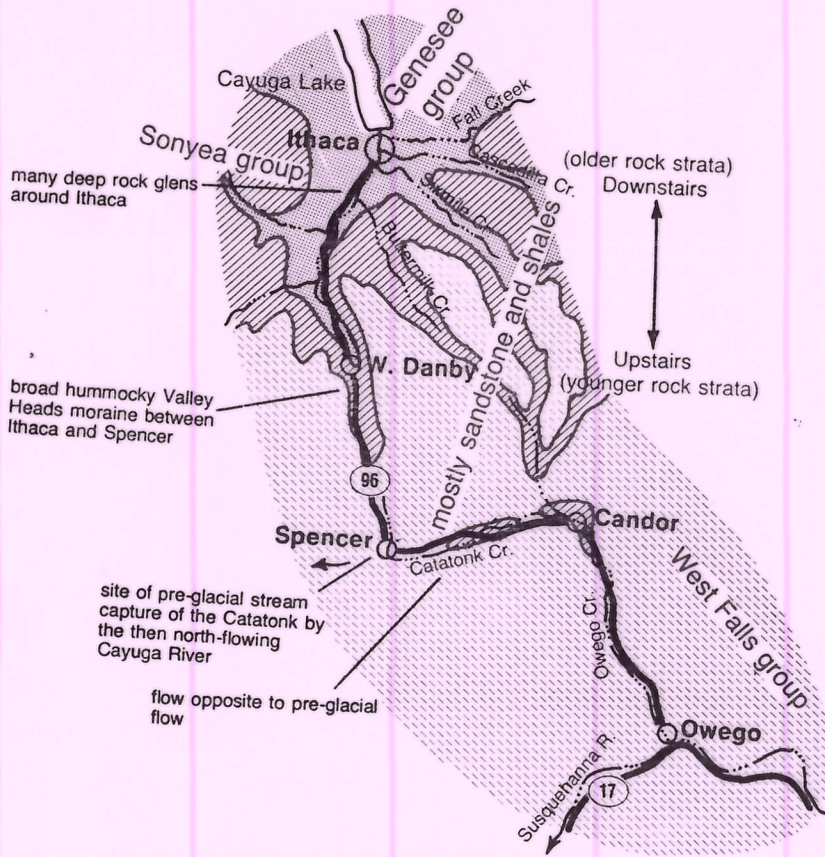 Genesee
group
Cayuga Lake
Fall Creek
Ithaca
Sonyea group
Cascadilla Cr.
(older rock strata)
Downstairs
many deep rock glens
around Ithaca
Sixmile Cr.
Buttermilk Cr.
mostly sandstone and shales
Upstairs
(younger rock strata)
W. Danby
broad hummocky Valley
Heads moraine between
Ithaca and Spencer
96
Spencer
Candor
Catatonk Cr.
West Falls group
site of pre-glacial stream
capture of the Catatonk by
the then north-flowing
Cayuga River
Owego Cr.
flow opposite to pre-glacial
flow
Owego
Susquehanna R.
17